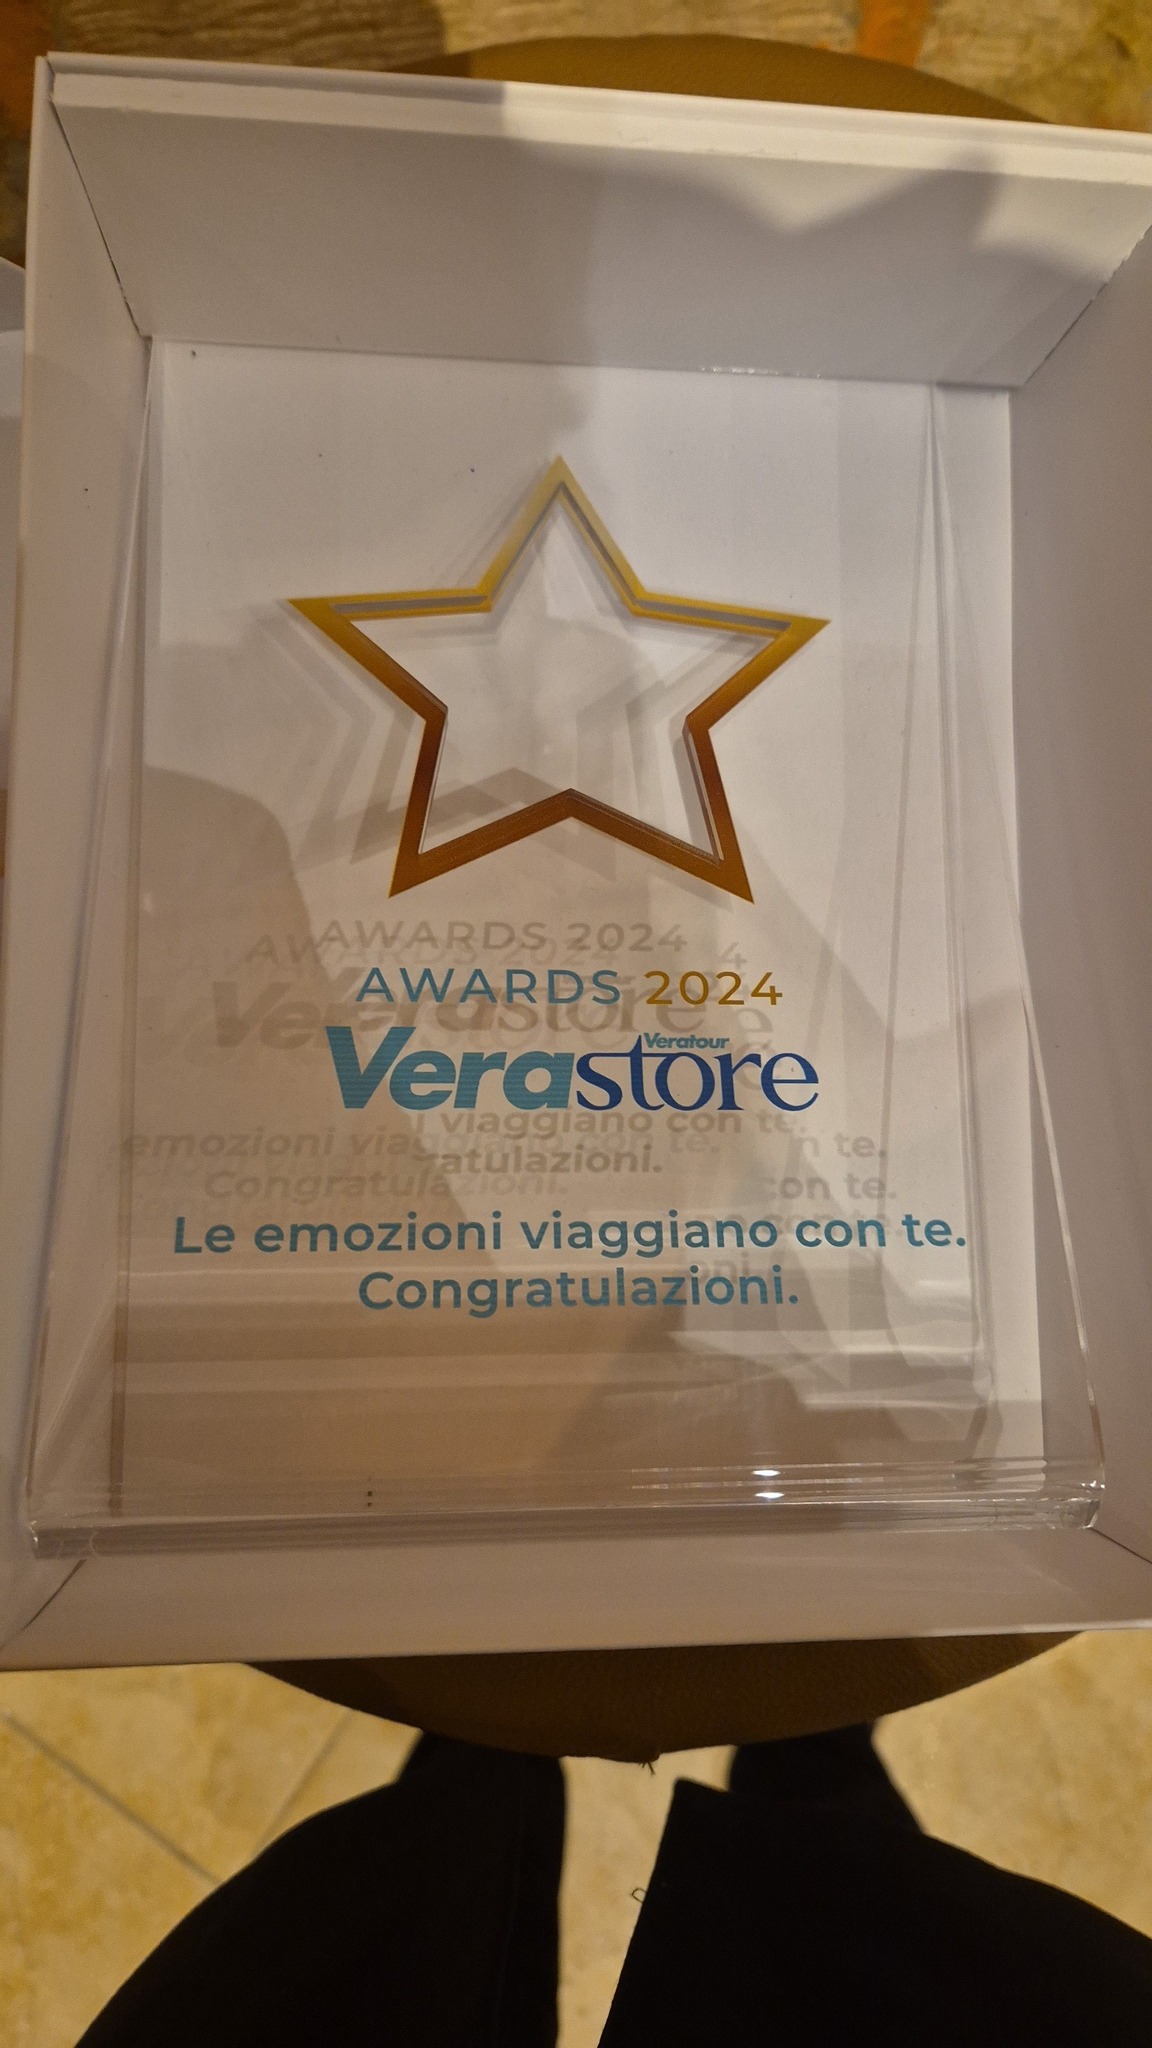 AWARDS 2024
Verastore
Veratour
Le emozioni viaggiano con te.
Congratulazioni.